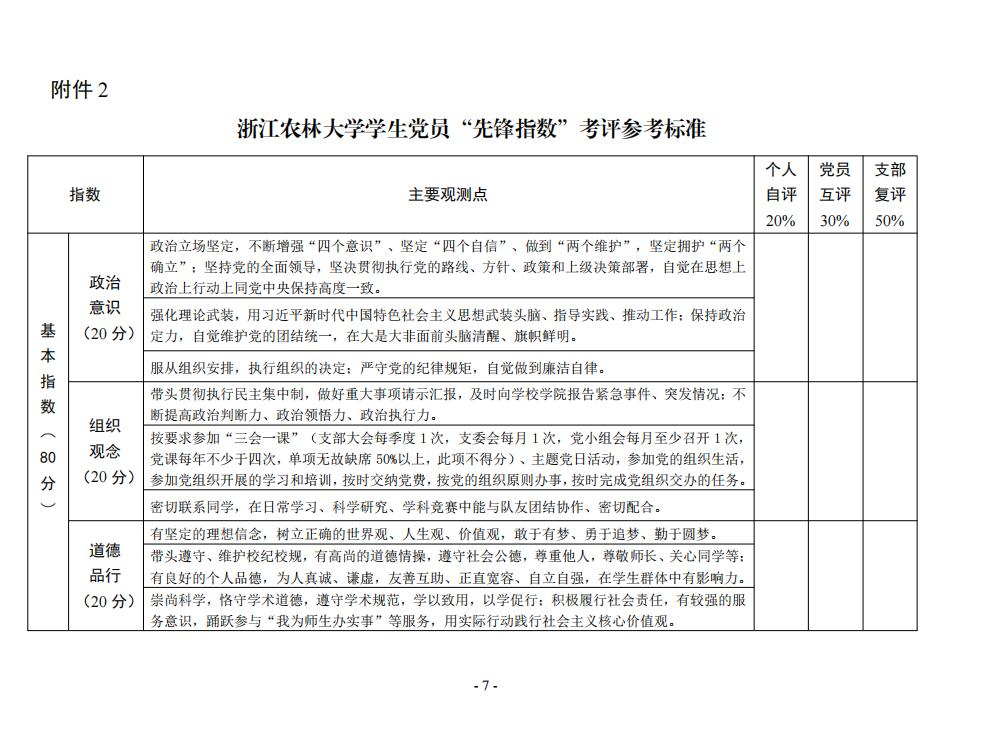 附件 2
浙江农林大学学生党员“先锋指数”考评参考标准
指数
主要观测点
个人
自评
20%
党员
互评
30%
支部
复评
50%
基本指数（80分）
政治
意识
（20 分）
政治立场坚定，不断增强“四个意识”、坚定“四个自信”、做到“两个维护”，坚定拥护“两个
确立”；坚持党的全面领导，坚决贯彻执行党的路线、方针、政策和上级决策部署，自觉在思想上
政治上行动上同党中央保持高度一致。
强化理论武装，用习近平新时代中国特色社会主义思想武装头脑、指导实践、推动工作；保持政治
定力，自觉维护党的团结统一，在大是大非面前头脑清醒、旗帜鲜明。
服从组织安排，执行组织的决定；严守党的纪律规矩，自觉做到廉洁自律。
组织
观念
（20 分）
带头贯彻执行民主集中制，做好重大事项请示汇报，及时向学校学院报告紧急事件、突发情况；不
断提高政治判断力、政治领悟力、政治执行力。
按要求参加“三会一课”（支部大会每季度 1 次，支委会每月 1 次，党小组会每月至少召开 1 次，
党课每年不少于四次，单项无故缺席 50%以上，此项不得分）、主题党日活动，参加党的组织生活，
参加党组织开展的学习和培训，按时交纳党费，按党的组织原则办事，按时完成党组织交办的任务。
密切联系同学，在日常学习、科学研究、学科竞赛中能与队友团结协作、密切配合。
道德
品行
（20 分）
有坚定的理想信念，树立正确的世界观、人生观、价值观，敢于有梦、勇于追梦、勤于圆梦。
带头遵守、维护校纪校规，有高尚的道德情操，遵守社会公德，尊重他人，尊敬师长、关心同学等；
有良好的个人品德，为人真诚、谦虚，友善互助、正直宽容、自立自强，在学生群体中有影响力。
崇尚科学，恪守学术道德，遵守学术规范，学以致用，以学促行；积极履行社会责任，有较强的服
务意识，踊跃参与“我为师生办实事”等服务，用实际行动践行社会主义核心价值观。
- 7 -